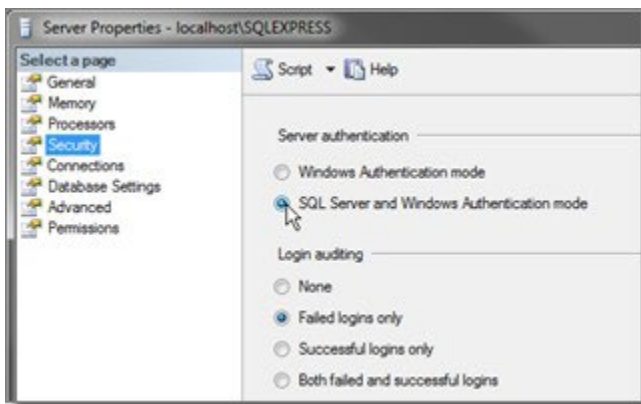 Server Properties - localhost\SQLEXPRESS
Select a page
General
Memory
Processors
Security
Connections
Database Settings
Advanced
Permissions
Script Help
Server authentication
Windows Authentication mode
SQL Server and Windows Authentication mode
Login auditing
None
Failed logins only
Successful logins only
Both failed and successful logins